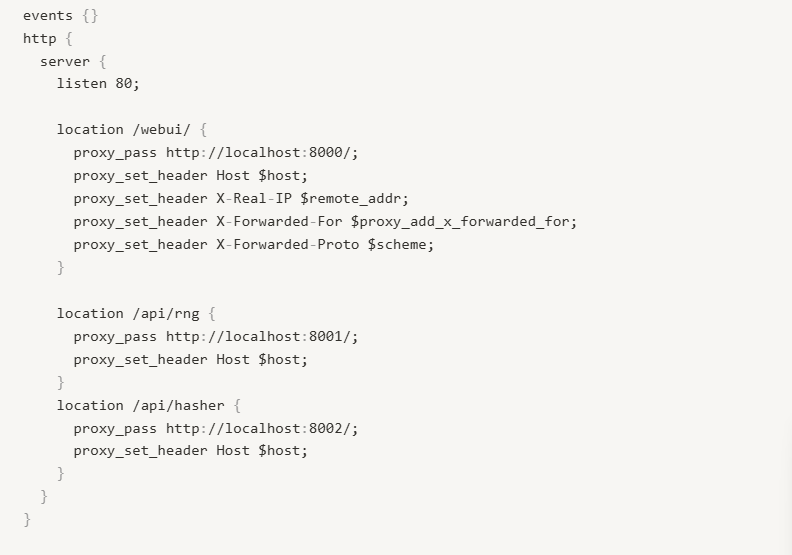 events {}
http {
  server {
    listen 80;

    location /webui/ {
      proxy_pass http://localhost:8000/;
      proxy_set_header Host $host;
      proxy_set_header X-Real-IP $remote_addr;
      proxy_set_header X-Forwarded-For $proxy_add_x_forwarded_for;
      proxy_set_header X-Forwarded-Proto $scheme;
    }

    location /api/rng {
      proxy_pass http://localhost:8001/;
      proxy_set_header Host $host;
    }
    location /api/hasher {
      proxy_pass http://localhost:8002/;
      proxy_set_header Host $host;
    }
  }
}